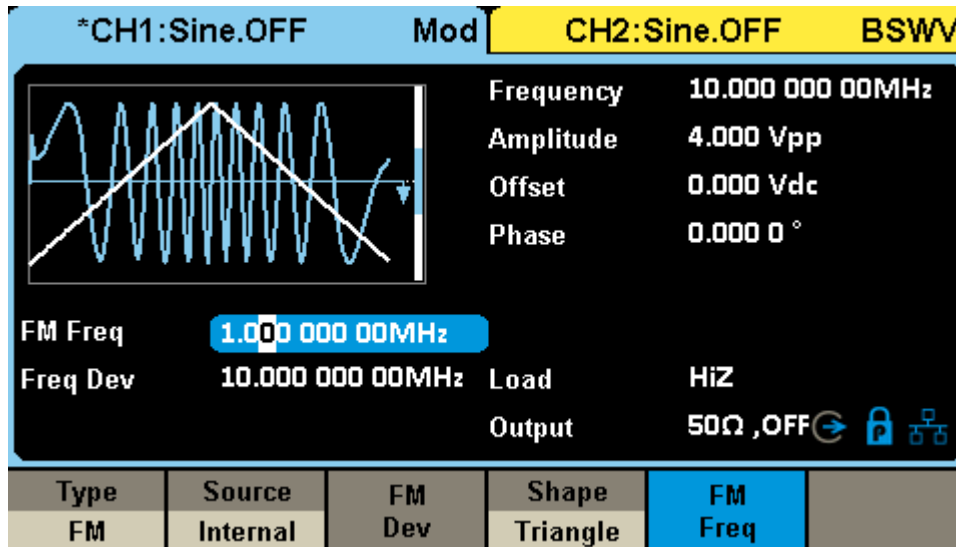 *CH1:Sine.OFF Mod CH2:Sine.OFF BSWV
Frequency 10.000 000 00MHz
Amplitude 4.000 Vpp
Offset 0.000 Vdc
Phase 0.000 0 °
FM Freq 1.000 000 00MHz
Freq Dev 10.000 000 00MHz Load HiZ
Output 50Ω ,OFF P
Type Source FM Shape FM
FM Internal Dev Triangle Freq